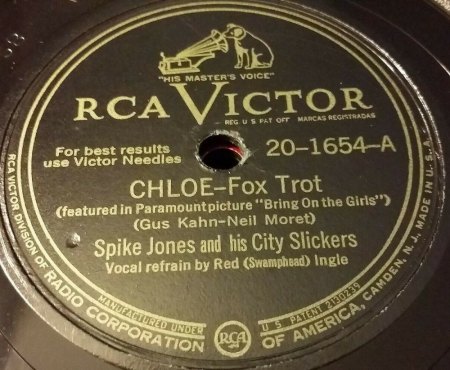 "HIS MASTER'S VOICE"
RCA VICTOR
REG. U S PAT OFF MARCAS REGISTRADAS
For best results
use Victor Needles
20-1654-A
CHLOE-Fox Trot
(featured in Paramount picture "Bring On the Girls")
(Gus Kahn-Neil Moret)
Spike Jones and his City Slickers
Vocal refrain by Red (Swamphead) Ingle
MANUFACTURED UNDER
RCA
U S PATENT 2130239
RCA VICTOR DIVISION OF RADIO CORPORATION OF AMERICA, CAMDEN, N. J. MADE IN U.S.A.